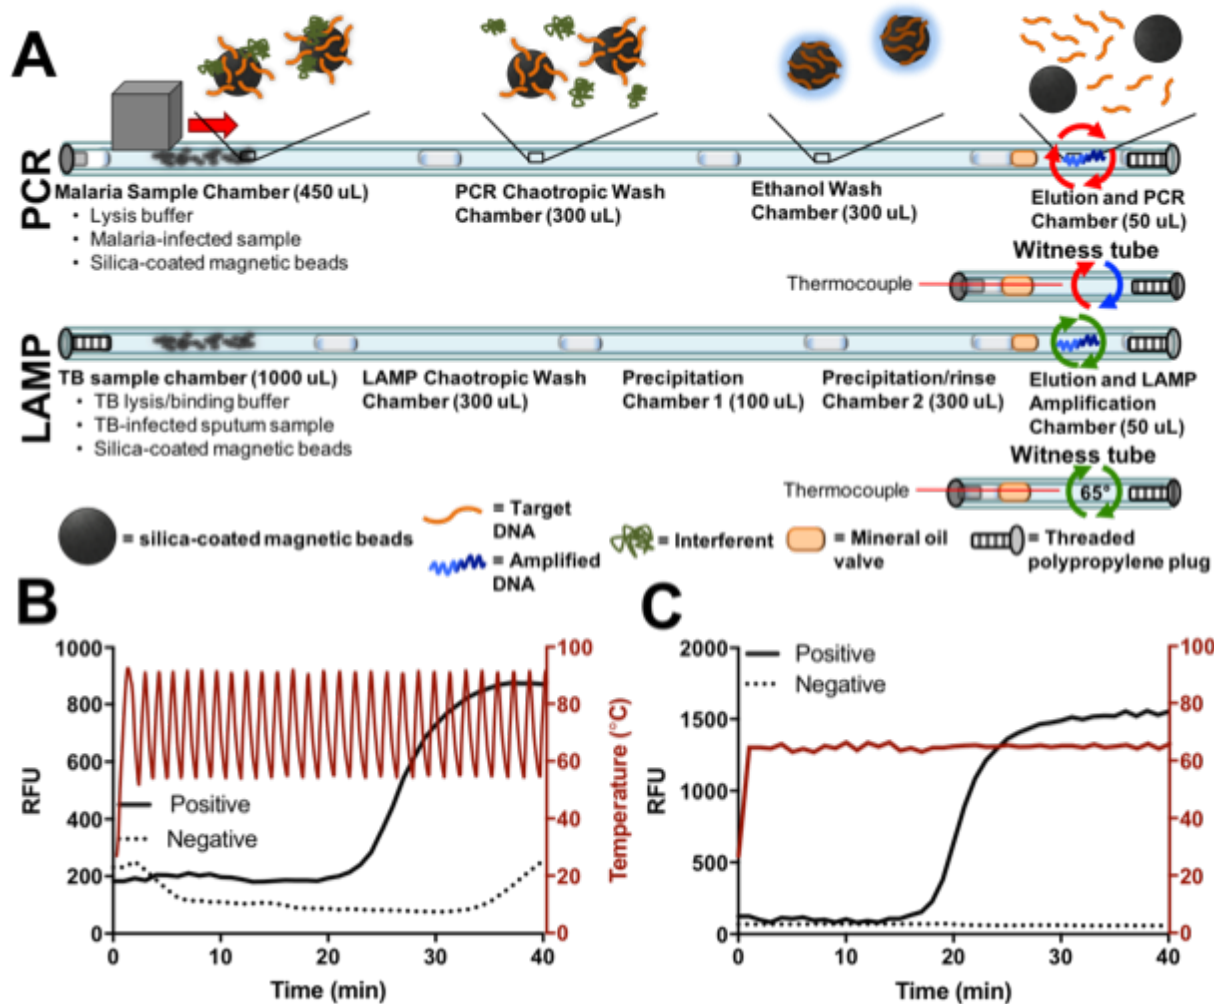 A
PCR
Malaria Sample Chamber (450 uL)
• Lysis buffer
• Malaria-infected sample
• Silica-coated magnetic beads
PCR Chaotropic Wash
Chamber (300 uL)
Ethanol Wash
Chamber (300 uL)
Elution and PCR
Chamber (50 uL)
Witness tube
Thermocouple
LAMP
TB sample chamber (1000 uL)
• TB lysis/binding buffer
• TB-infected sputum sample
• Silica-coated magnetic beads
LAMP Chaotropic Wash
Chamber (300 uL)
Precipitation
Chamber 1 (100 uL)
Precipitation/rinse
Chamber 2 (300 uL)
Elution and LAMP
Amplification
Chamber (50 uL)
Witness tube
Thermocouple
65°
= silica-coated magnetic beads
= Target
DNA
= Amplified
DNA
= Interferent
= Mineral oil
valve
= Threaded
polypropylene plug
B
1000
800
600
400
200
0
RFU
Positive
Negative
0
10
20
30
40
Time (min)
100
80
60
40
20
0
Temperature (°C)
C
2000
1500
1000
500
0
RFU
Positive
Negative
0
10
20
30
40
Time (min)
100
80
60
40
20
0